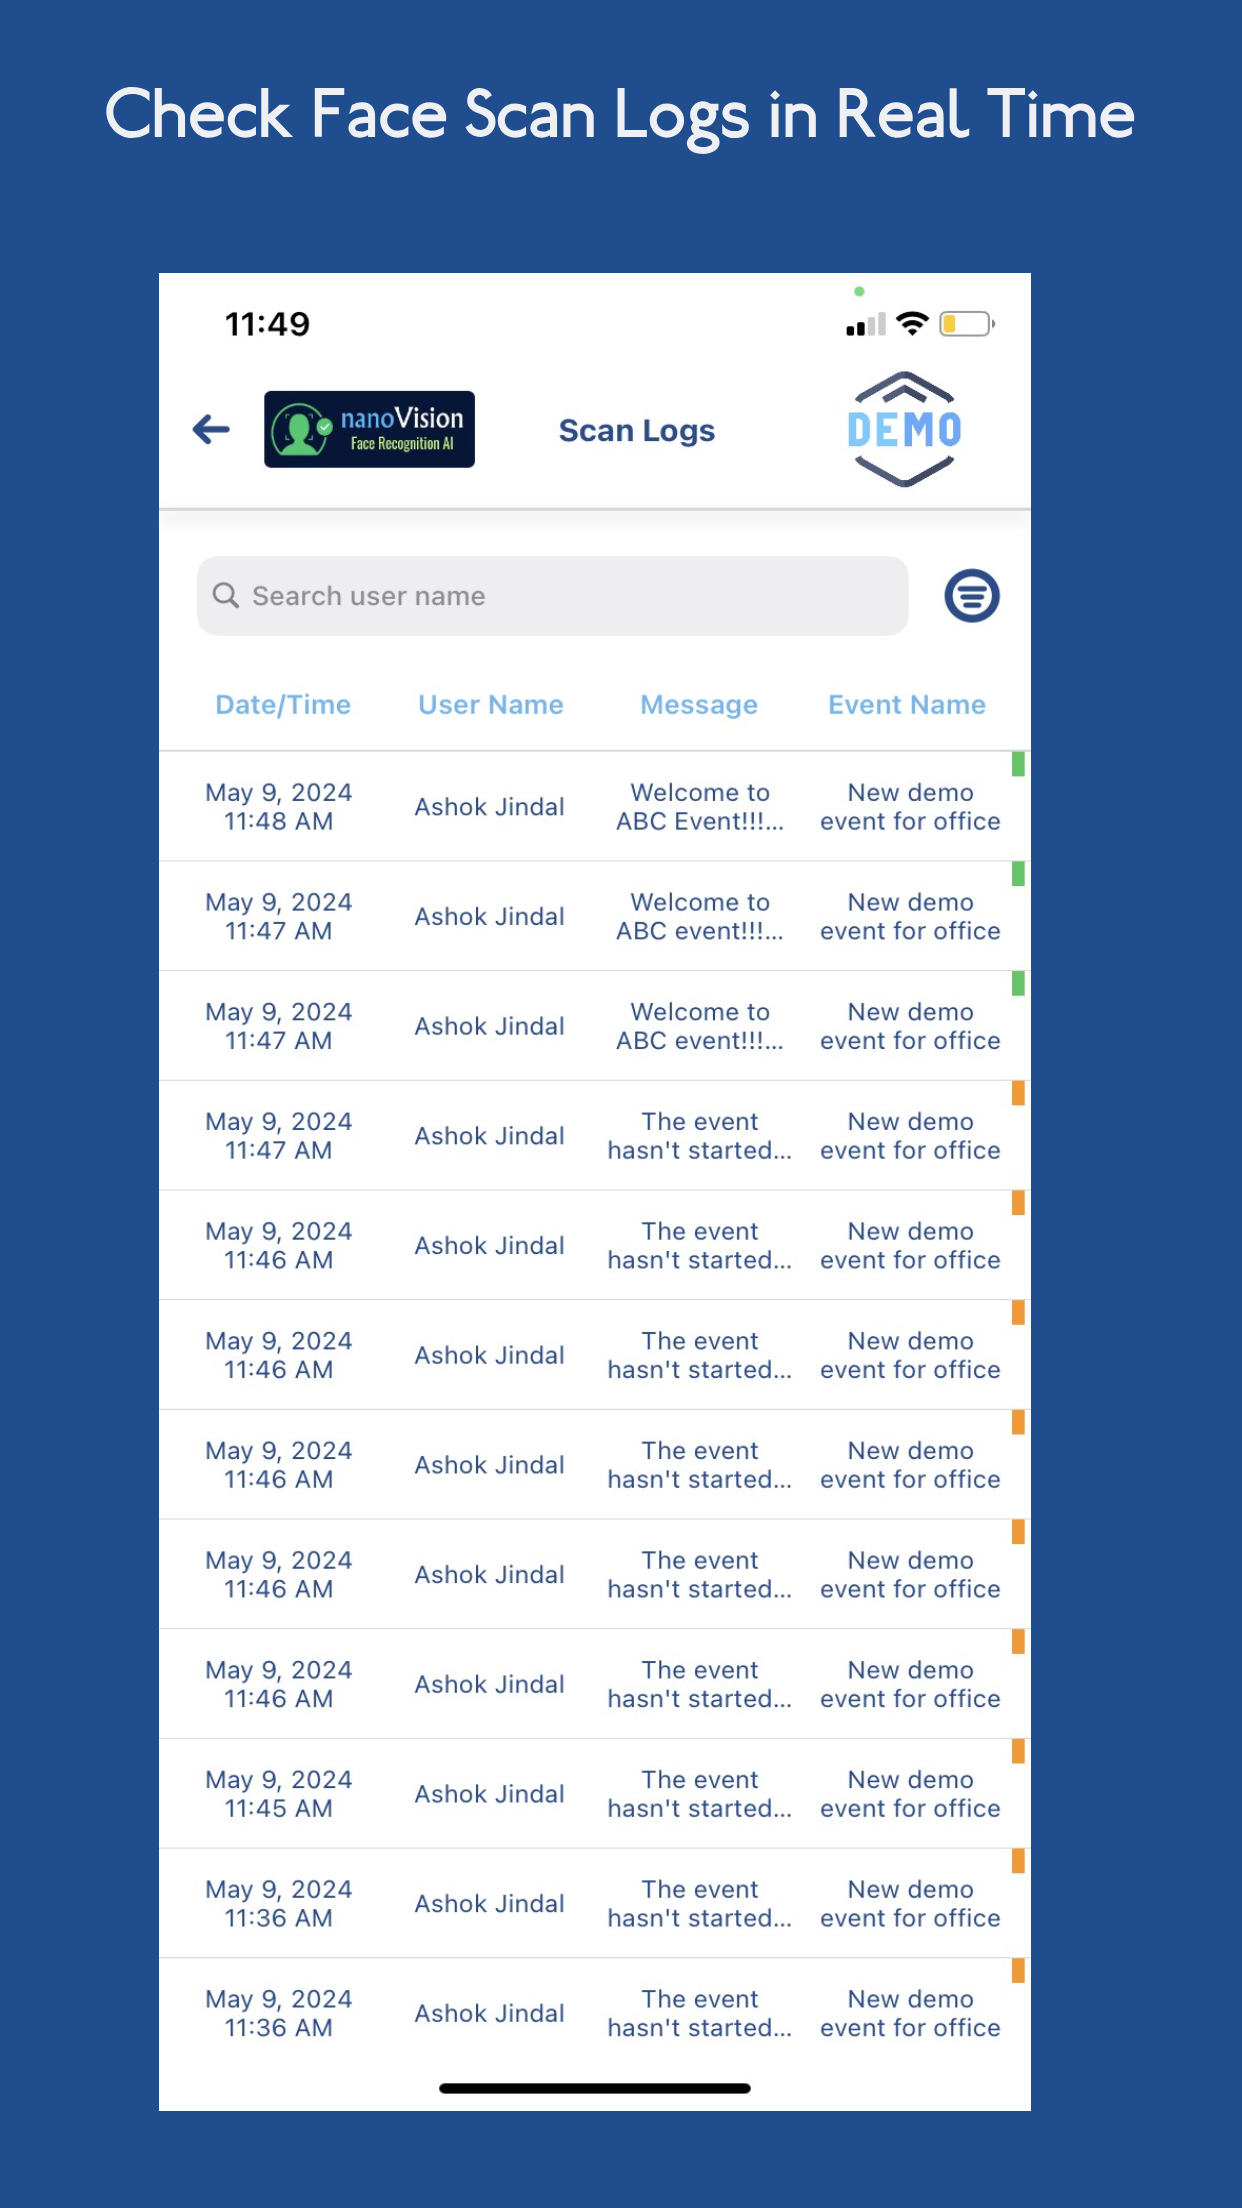 Check Face Scan Logs in Real Time
11:49
nanoVision
Face Recognition AI
Scan Logs
DEMO
Search user name
Date/Time User Name Message Event Name
May 9, 2024 Welcome to New demo
11:48 AM Ashok Jindal ABC Event!!!... event for office
May 9, 2024 Welcome to New demo
11:47 AM Ashok Jindal ABC event!!!... event for office
May 9, 2024 Welcome to New demo
11:47 AM Ashok Jindal ABC event!!!... event for office
May 9, 2024 The event New demo
11:47 AM Ashok Jindal hasn't started... event for office
May 9, 2024 The event New demo
11:46 AM Ashok Jindal hasn't started... event for office
May 9, 2024 The event New demo
11:46 AM Ashok Jindal hasn't started... event for office
May 9, 2024 The event New demo
11:46 AM Ashok Jindal hasn't started... event for office
May 9, 2024 The event New demo
11:46 AM Ashok Jindal hasn't started... event for office
May 9, 2024 The event New demo
11:46 AM Ashok Jindal hasn't started... event for office
May 9, 2024 The event New demo
11:45 AM Ashok Jindal hasn't started... event for office
May 9, 2024 The event New demo
11:36 AM Ashok Jindal hasn't started... event for office
May 9, 2024 The event New demo
11:36 AM Ashok Jindal hasn't started... event for office